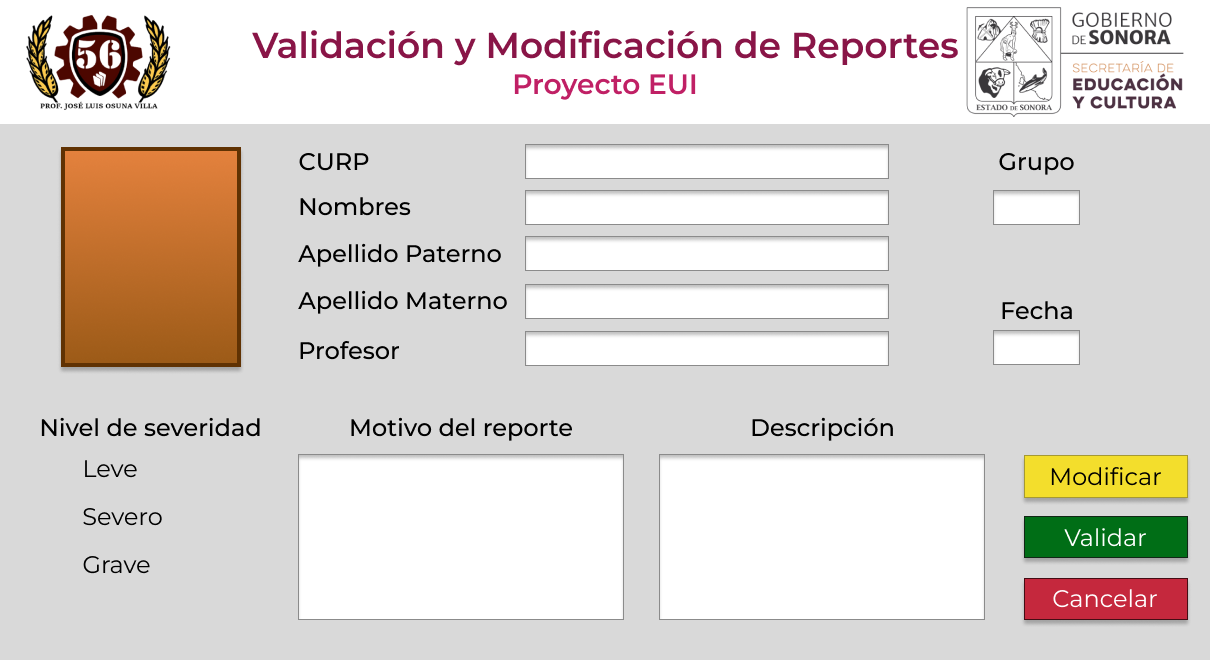 56
PROF. JOSÉ LUIS OSUNA VILLA
Validación y Modificación de Reportes
Proyecto EUI
ESTADO DE SONORA
GOBIERNO
DE SONORA
SECRETARÍA DE
EDUCACIÓN
Y CULTURA
CURP
Nombres
Apellido Paterno
Apellido Materno
Profesor
Grupo
Fecha
Nivel de severidad
Leve
Severo
Grave
Motivo del reporte
Descripción
Modificar
Validar
Cancelar